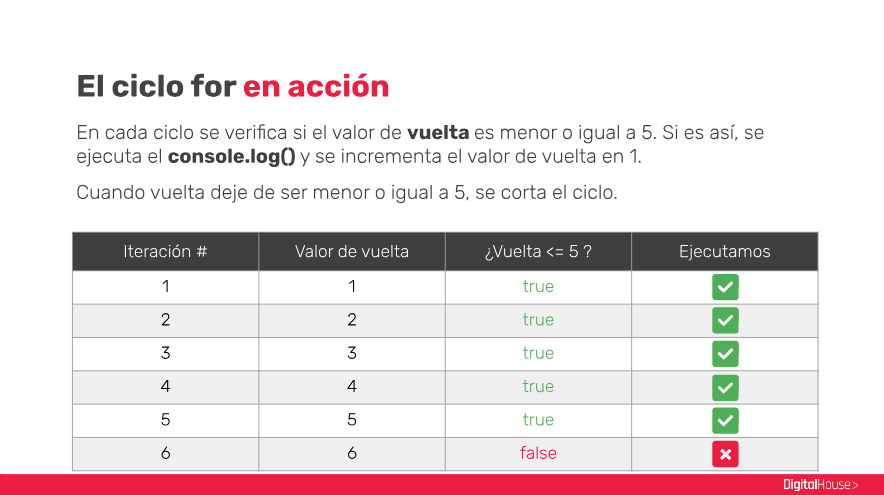 El ciclo for en acción
En cada ciclo se verifica si el valor de vuelta es menor o igual a 5. Si es así, se
ejecuta el console.log() y se incrementa el valor de vuelta en 1.
Cuando vuelta deje de ser menor o igual a 5, se corta el ciclo.
Iteración # Valor de vuelta ¿Vuelta <= 5 ? Ejecutamos
1 1 true
2 2 true
3 3 true
4 4 true
5 5 true
6 6 false
DigitalHouse>